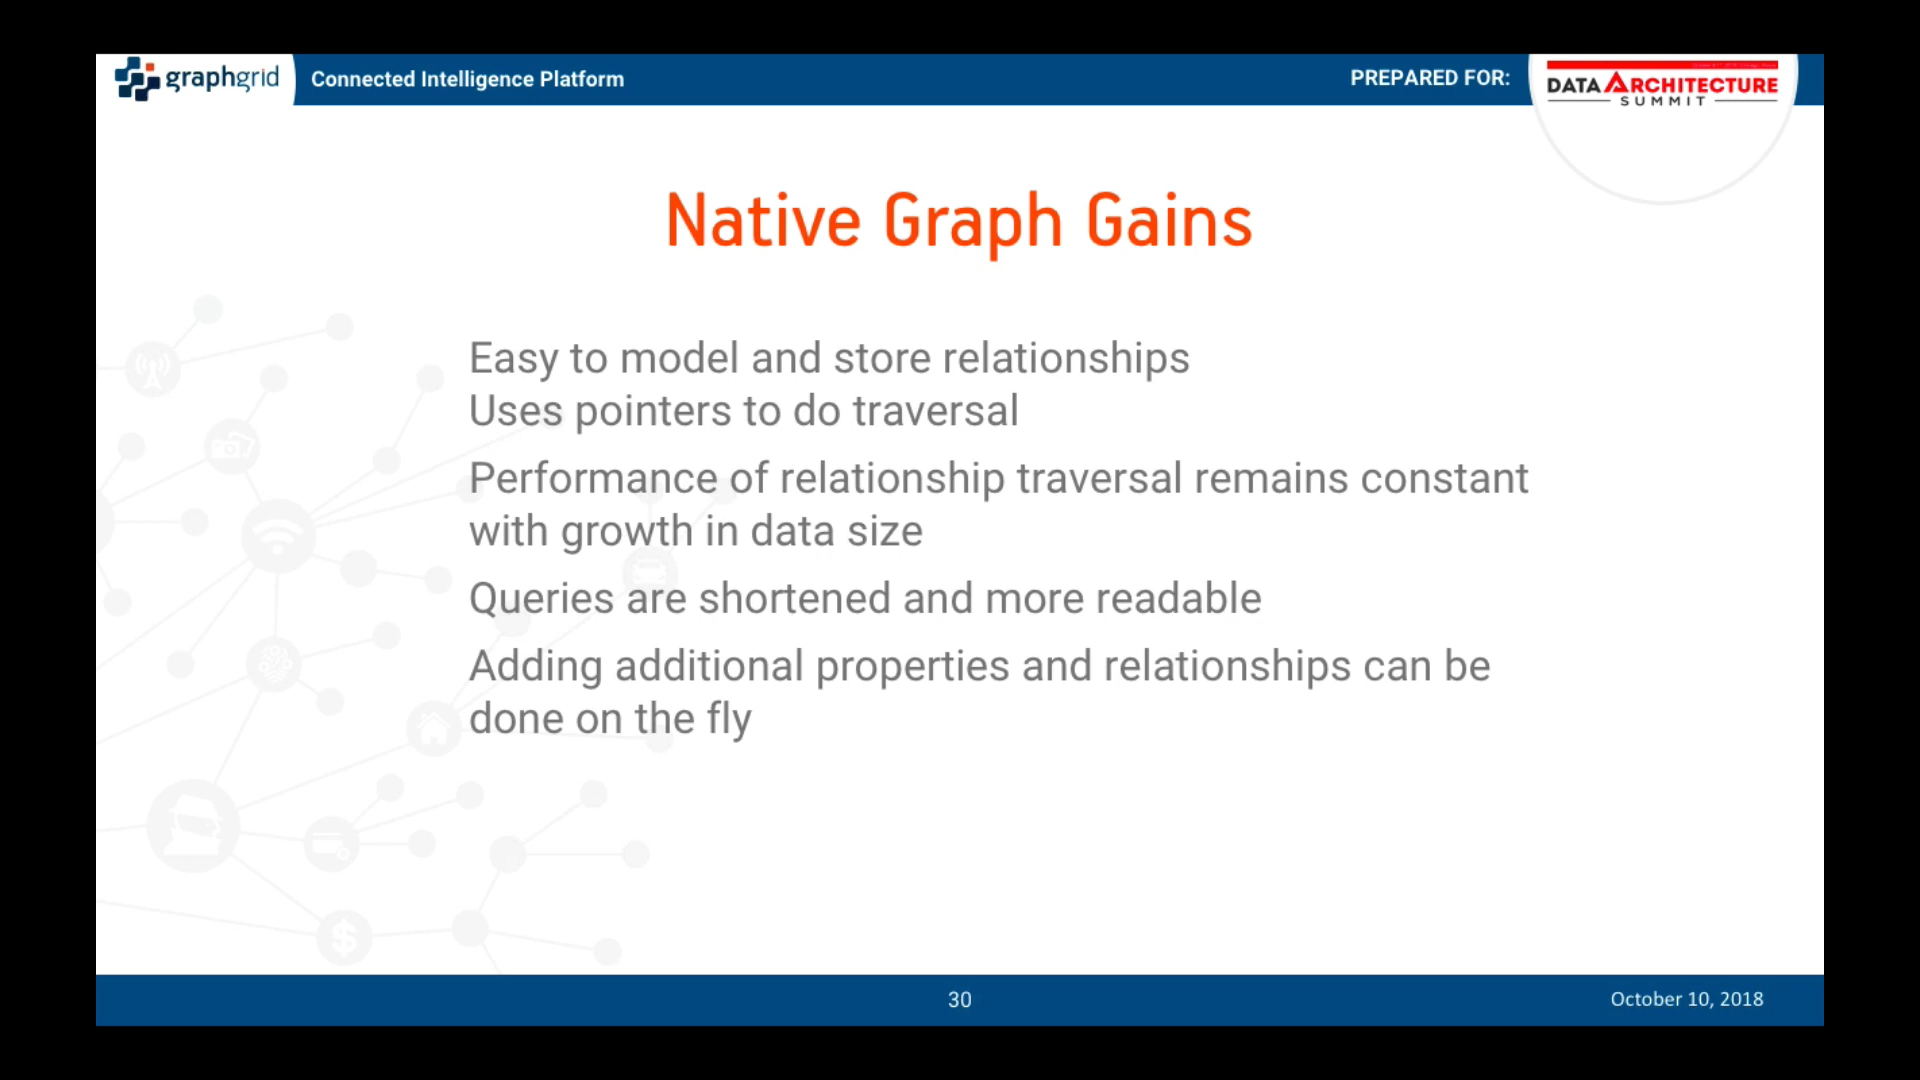 graphgrid
Connected Intelligence Platform
PREPARED FOR:
DATA ARCHITECTURE
SUMMIT
Native Graph Gains
Easy to model and store relationships
Uses pointers to do traversal
Performance of relationship traversal remains constant
with growth in data size
Queries are shortened and more readable
Adding additional properties and relationships can be
done on the fly
30
October 10, 2018